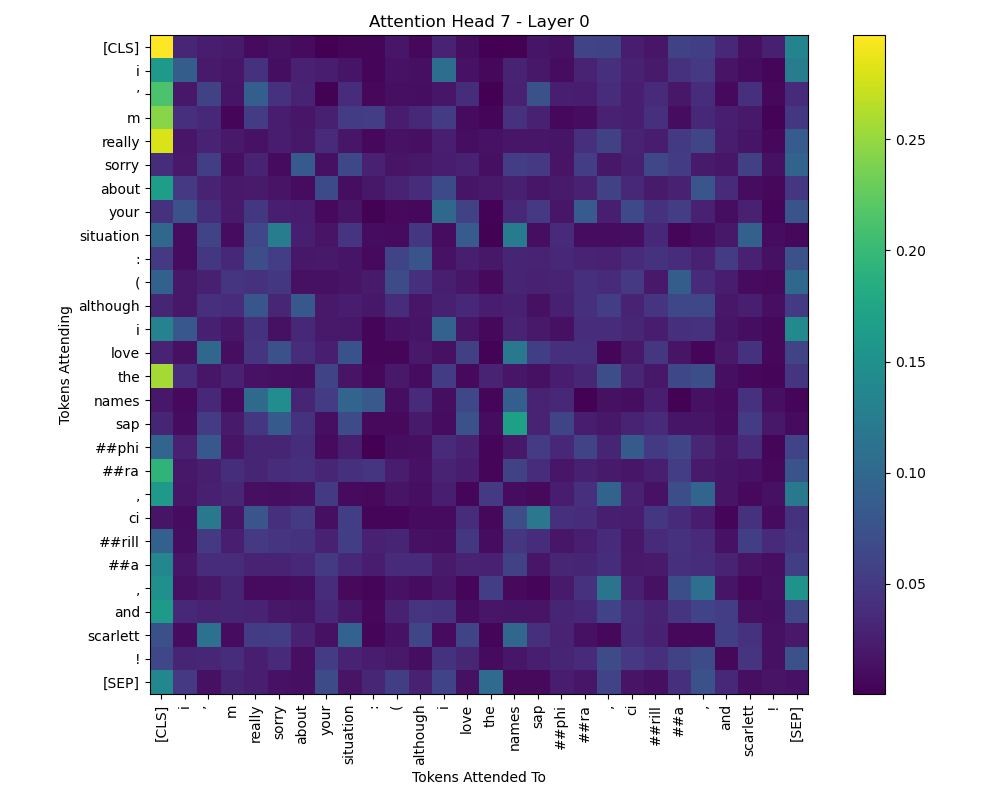 Attention Head 7 - Layer 0
Tokens Attending
[CLS]
i
’
m
really
sorry
about
your
situation
:
(
although
i
love
the
names
sap
##phi
##ra
,
ci
##rill
##a
,
and
scarlett
!
[SEP]
[CLS]
i
’
m
really
sorry
about
your
situation
:
(
although
i
love
the
names
sap
##phi
##ra
,
ci
##rill
##a
,
and
scarlett
!
[SEP]
Tokens Attended To
0.25
0.20
0.15
0.10
0.05